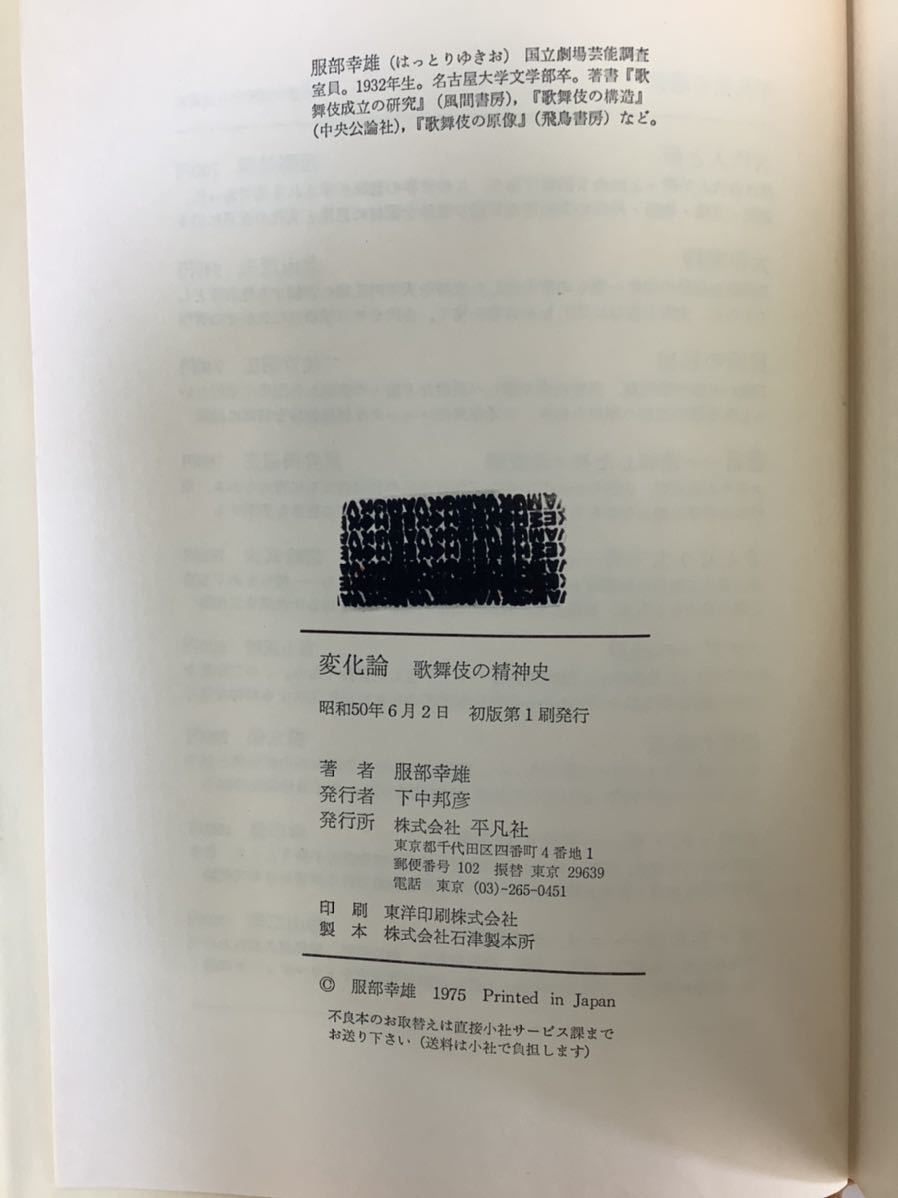 服部幸雄（はっとりゆきお） 国立劇場芸能調査
室員。1932年生。名古屋大学文学部卒。著書『歌
舞伎成立の研究』（風間書房），『歌舞伎の構造』
（中央公論社），『歌舞伎の原像』（飛鳥書房）など。
変化論 歌舞伎の精神史
昭和50年6月2日 初版第1刷発行
著 者 服部幸雄
発行者 下中邦彦
発行所 株式会社 平凡社
東京都千代田区四番町4番地1
郵便番号 102 振替 東京 29639
電話 東京 (03)-265-0451
印 刷 東洋印刷株式会社
製 本 株式会社石津製本所
© 服部幸雄 1975 Printed in Japan
不良本のお取替えは直接小社サービス課まで
お送り下さい（送料は小社で負担します）